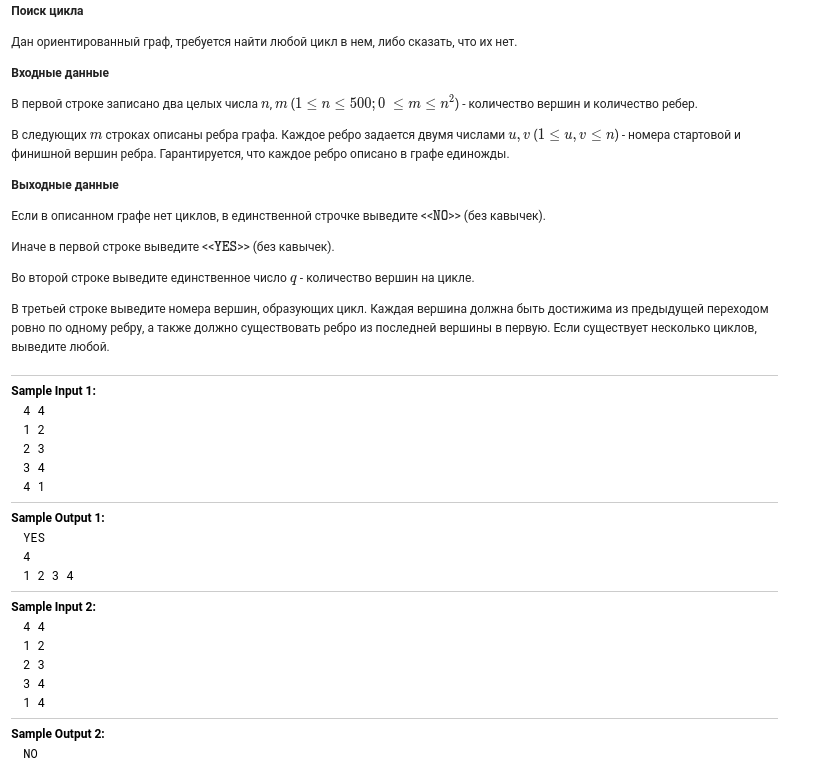 Поиск цикла
Дан ориентированный граф, требуется найти любой цикл в нем, либо сказать, что их нет.
Входные данные
В первой строке записано два целых числа n, m (1 ≤ n ≤ 500; 0 ≤ m ≤ n²) - количество вершин и количество ребер.
В следующих m строках описаны ребра графа. Каждое ребро задается двумя числами u, v (1 ≤ u, v ≤ n) - номера стартовой и
финишной вершин ребра. Гарантируется, что каждое ребро описано в графе единожды.
Выходные данные
Если в описанном графе нет циклов, в единственной строчке выведите <<NO>> (без кавычек).
Иначе в первой строке выведите <<YES>> (без кавычек).
Во второй строке выведите единственное число q - количество вершин на цикле.
В третьей строке выведите номера вершин, образующих цикл. Каждая вершина должна быть достижима из предыдущей переходом
ровно по одному ребру, а также должно существовать ребро из последней вершины в первую. Если существует несколько циклов,
выведите любой.
Sample Input 1:
4 4
1 2
2 3
3 4
4 1
Sample Output 1:
YES
4
1 2 3 4
Sample Input 2:
4 4
1 2
2 3
3 4
1 4
Sample Output 2:
NO